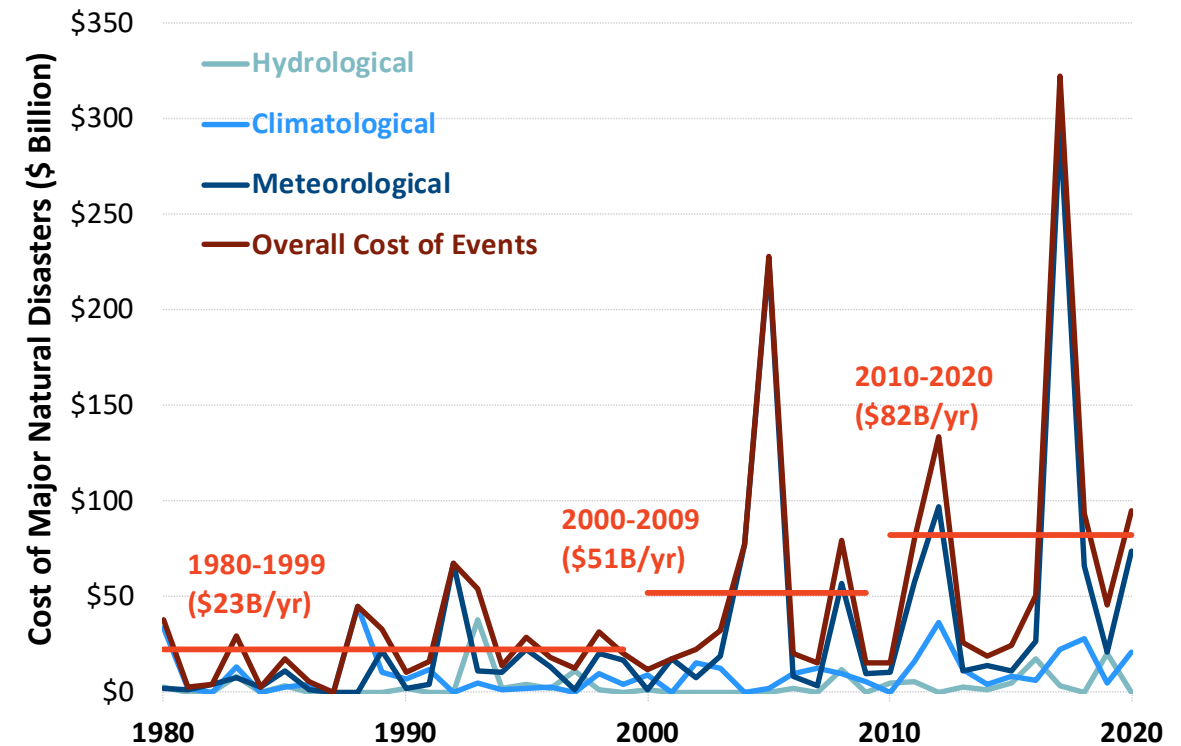 Cost of Major Natural Disasters ($ Billion)
$350
$300
$250
$200
$150
$100
$50
$0
Hydrological
Climatological
Meteorological
Overall Cost of Events
1980-1999
($23B/yr)
2000-2009
($51B/yr)
2010-2020
($82B/yr)
1980
1990
2000
2010
2020